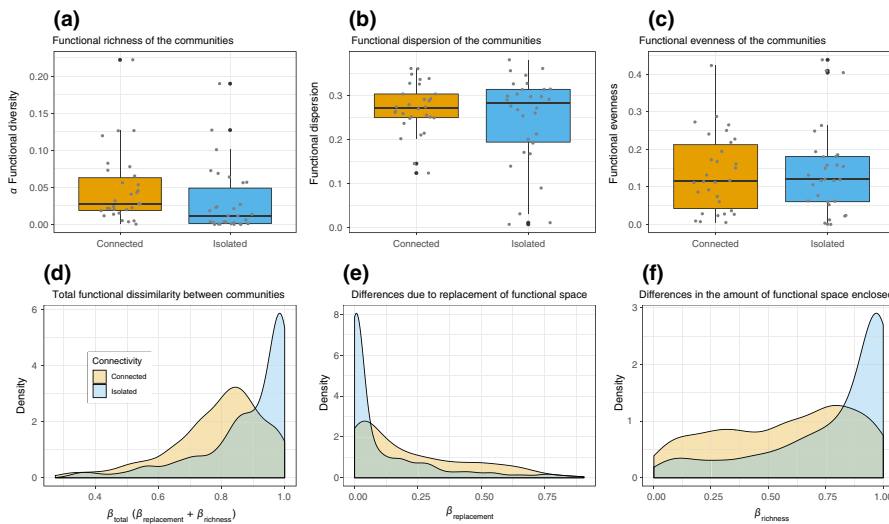 (a)
Functional richness of the communities
α Functional diversity
0.20
0.15
0.10
0.05
0.00
Connected
Isolated
(b)
Functional dispersion of the communities
Functional dispersion
0.3
0.2
0.1
0.0
Connected
Isolated
(c)
Functional evenness of the communities
Functional evenness
0.4
0.3
0.2
0.1
0.0
Connected
Isolated
(d)
Total functional dissimilarity between communities
Density
6
4
2
0
Connectivity
Connected
Isolated
0.4
0.6
0.8
1.0
βtotal (βreplacement + βrichness)
(e)
Differences due to replacement of functional space
Density
8
6
4
2
0
0.00
0.25
0.50
0.75
βreplacement
(f)
Differences in the amount of functional space enclosed
Density
3
2
1
0
0.00
0.25
0.50
0.75
1.00
βrichness